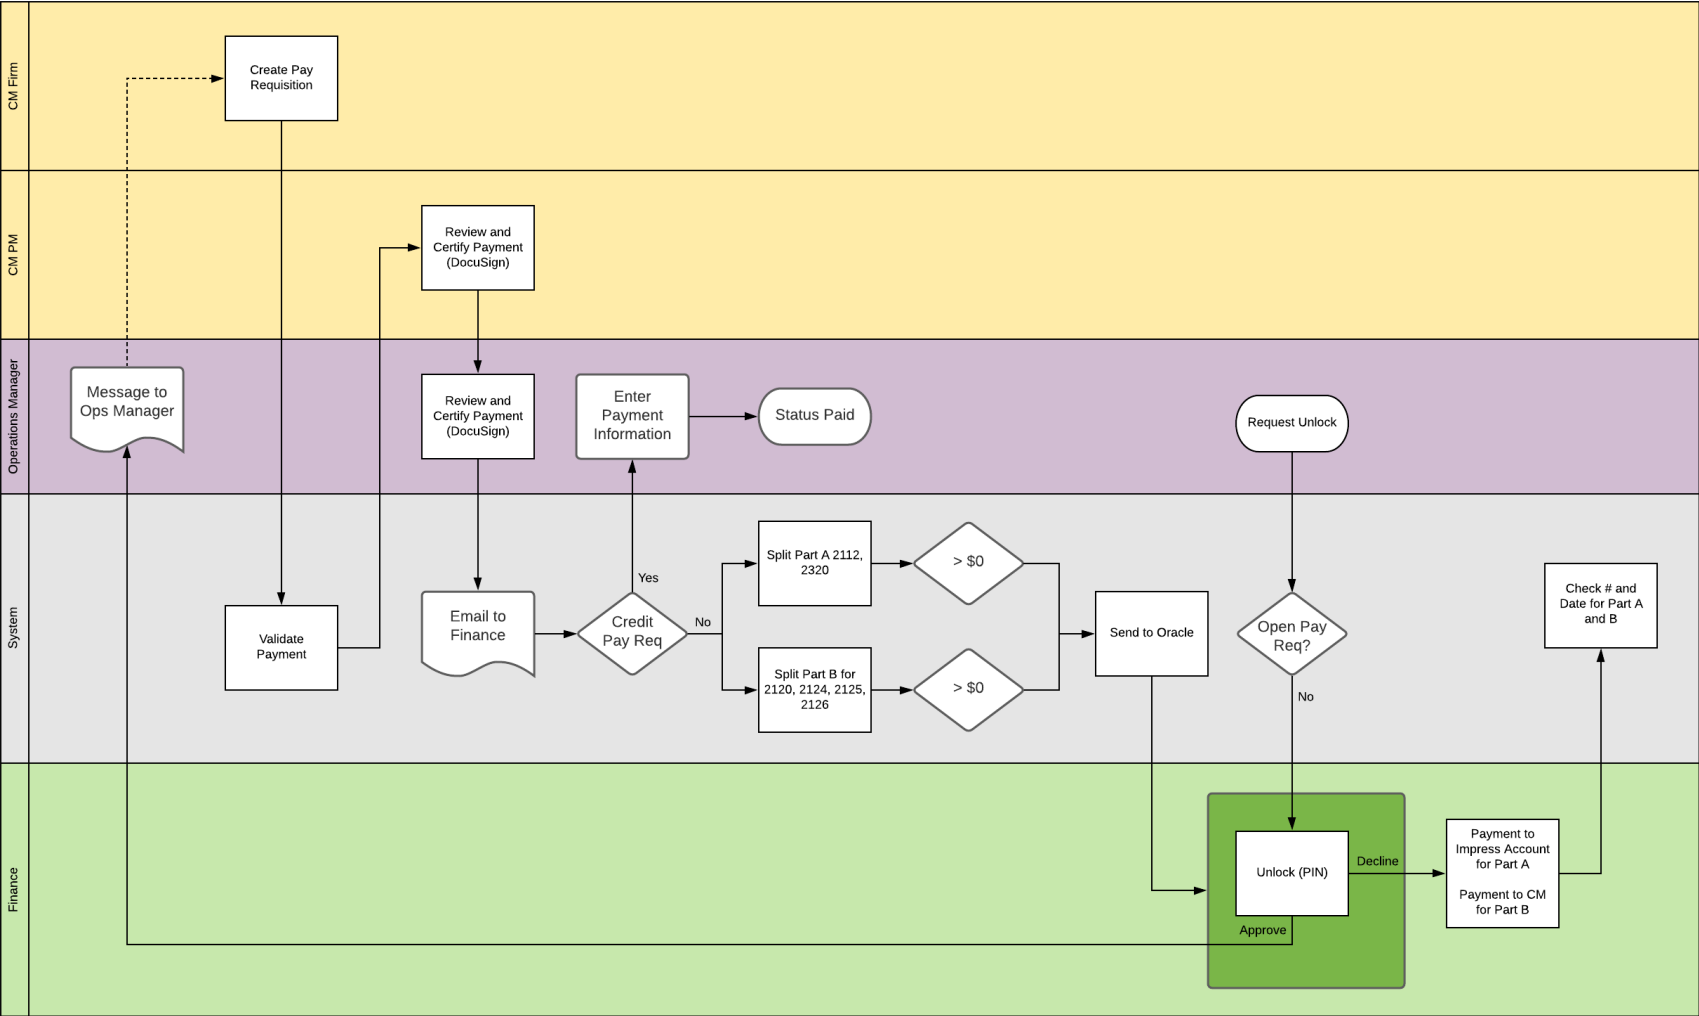 CM Firm
Create Pay
Requisition
CM PM
Review and
Certify Payment
(DocuSign)
Operations Manager
Message to
Ops Manager
Review and
Certify Payment
(DocuSign)
Enter
Payment
Information
Status Paid
Request Unlock
System
Validate
Payment
Email to
Finance
Credit
Pay Req
Yes
No
Split Part A 2112,
2320
> $0
Split Part B for
2120, 2124, 2125,
2126
> $0
Send to Oracle
Open Pay
Req?
No
Check # and
Date for Part A
and B
Finance
Unlock (PIN)
Decline
Approve
Payment to
Impress Account
for Part A
Payment to CM
for Part B